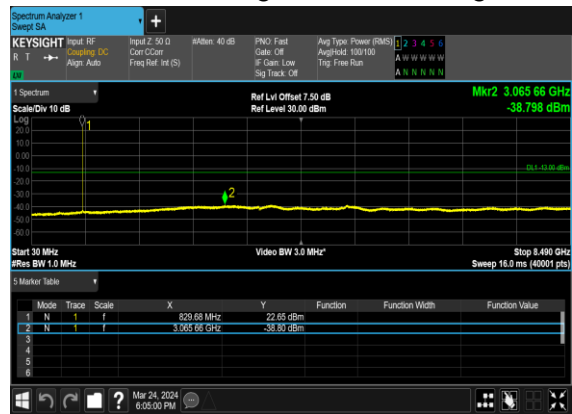 Spectrum Analyzer 1
Swept SA
+
KEYSIGHT Input: RF Input Z: 50 Ω #Atten: 40 dB PNO: Fast Avg Type: Power (RMS) 1 2 3 4 5 6
R T Coupling: DC Corr CCorr Gate: Off Avg|Hold: 100/100 A W W W W W
Align: Auto Freq Ref: Int (S) IF Gain: Low Trig: Free Run
LXI Sig Track: Off A N N N N N
1 Spectrum Ref Lvl Offset 7.50 dB Mkr2 3.065 66 GHz
Scale/Div 10 dB Ref Level 30.00 dBm -38.798 dBm
Log
20.0 1
10.0
0.00
-10.0 DL1 -13.00 dBm
-20.0
-30.0 2
-40.0
-50.0
-60.0
Start 30 MHz Video BW 3.0 MHz* Stop 8.490 GHz
#Res BW 1.0 MHz Sweep 16.0 ms (40001 pts)
5 Marker Table
Mode Trace Scale X Y Function Function Width Function Value
1 N 1 f 829.68 MHz 22.65 dBm
2 N 1 f 3.065 66 GHz -38.80 dBm
3
4
5
6
? Mar 24, 2024
6:05:00 PM